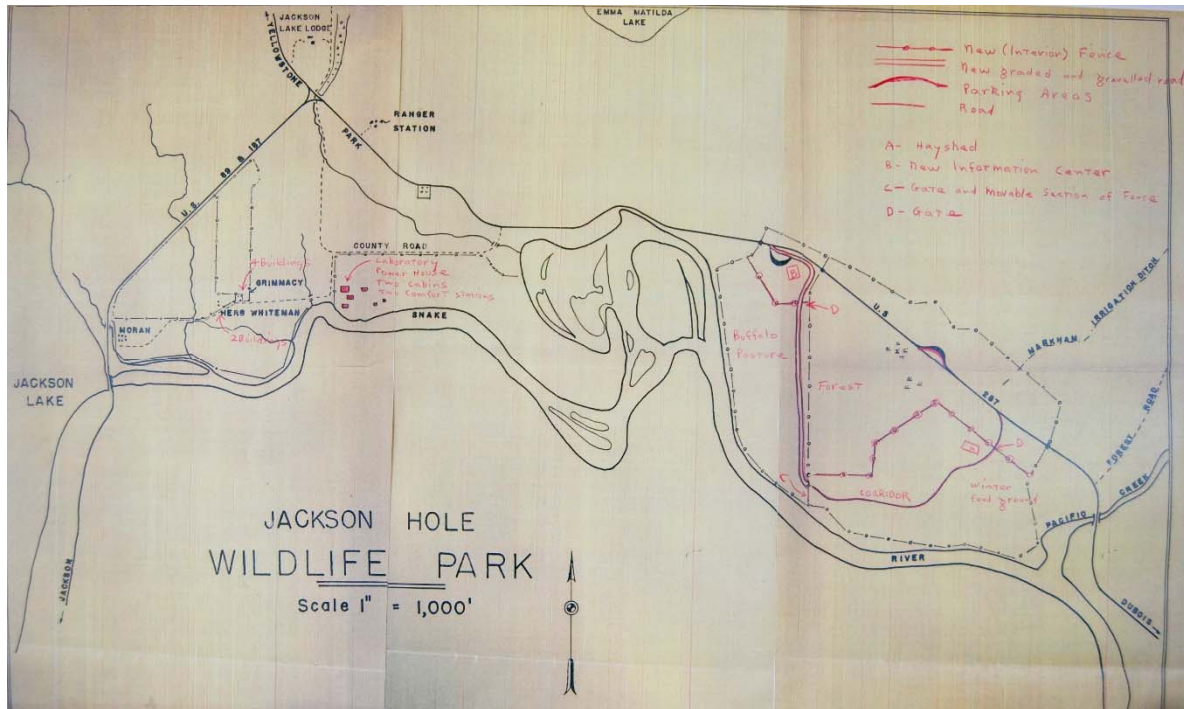 JACKSON
LAKE LODGE
EMMA MATILDA
LAKE
YELLOWSTONE
PARK
RANGER
STATION
U.S. 89 & 187
COUNTY ROAD
4 Buildings
GRIMMACY
HERB WHITEMAN
2 Buildings
MORAN
Laboratory
Power House
Two Cabins
Two Comfort Stations
SNAKE
JACKSON
LAKE
JACKSON
New (Interior) Fence
New graded and gravelled road
Parking Areas
Road
A- Hayshed
B- New Information Center
C- Gate and Movable Section of Fence
D- Gate
B
D
Buffalo
Pasture
Forest
U.S
287
MARKHAM IRRIGATION DITCH
FOREST ROAD
D
C
CORRIDOR
Winter
feed ground
PACIFIC CREEK
RIVER
DUBOIS
JACKSON HOLE
WILDLIFE PARK
Scale 1" = 1,000'